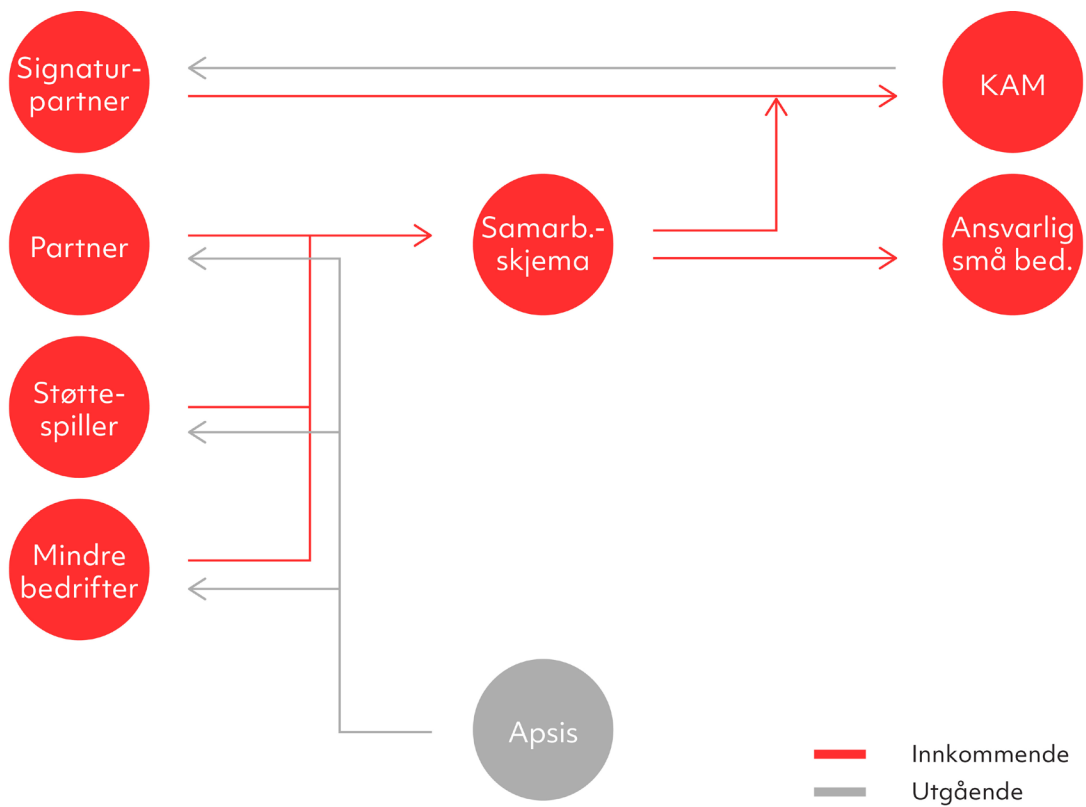 Signatur-
partner
KAM
Partner
Samarb.-
skjema
Ansvarlig
små bed.
Støtte-
spiller
Mindre
bedrifter
Apsis
Innkommende
Utgående